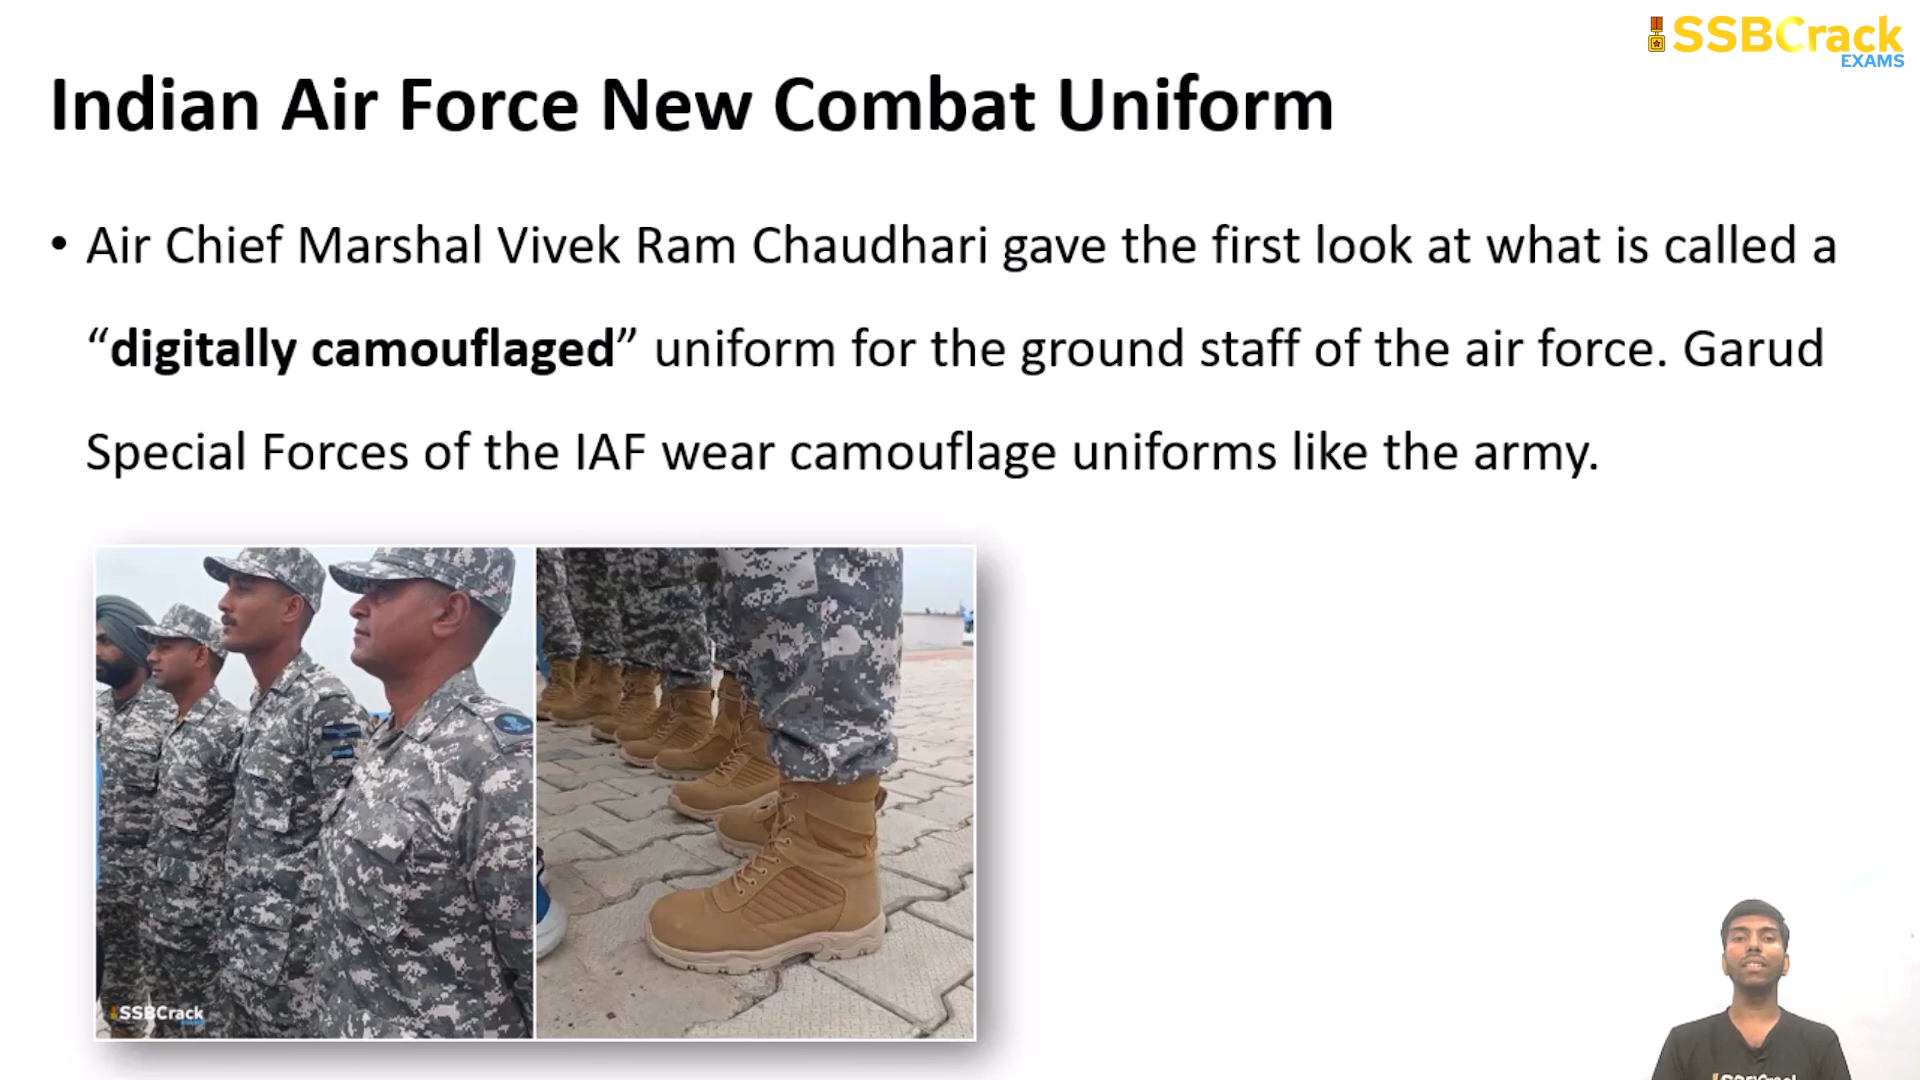 SSBCrack
EXAMS
Indian Air Force New Combat Uniform
• Air Chief Marshal Vivek Ram Chaudhari gave the first look at what is called a
“digitally camouflaged” uniform for the ground staff of the air force. Garud
Special Forces of the IAF wear camouflage uniforms like the army.
SSBCrack
EXAMS
SSBCrack